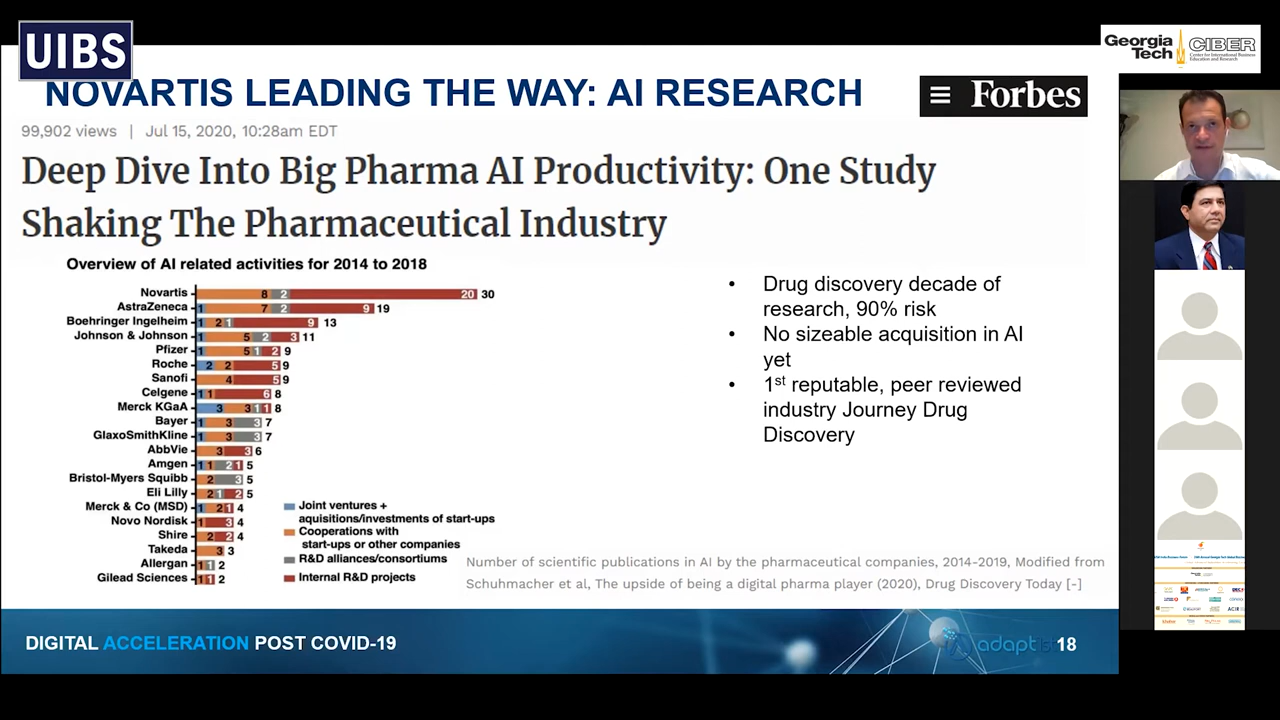 UIBS
Georgia
Tech
CIBER
Center for International Business
Education and Research
NOVARTIS LEADING THE WAY: AI RESEARCH
Forbes
99,902 views | Jul 15, 2020, 10:28am EDT
Deep Dive Into Big Pharma AI Productivity: One Study
Shaking The Pharmaceutical Industry
Overview of AI related activities for 2014 to 2018
Novartis 8 2 20 30
AstraZeneca 1 7 2 9 19
Boehringer Ingelheim 1 2 1 9 13
Johnson & Johnson 1 5 2 3 11
Pfizer 1 5 1 2 9
Roche 2 2 5 9
Sanofi 4 5 9
Celgene 1 1 6 8
Merck KGaA 3 3 1 1 8
Bayer 1 3 3 7
GlaxoSmithKline 1 3 3 7
AbbVie 3 3 6
Amgen 1 1 2 1 5
Bristol-Myers Squibb 2 3 5
Eli Lilly 2 1 2 5
Merck & Co (MSD) 1 2 1 4
Novo Nordisk 1 3 4
Shire 2 2 4
Takeda 3 3
Allergan 1 1 2
Gilead Sciences 1 1 2
Joint ventures +
aquisitions/investments of start-ups
Cooperations with
start-ups or other companies
R&D alliances/consortiums
Internal R&D projects
• Drug discovery decade of
research, 90% risk
• No sizeable acquisition in AI
yet
• 1st reputable, peer reviewed
industry Journey Drug
Discovery
Number of scientific publications in AI by the pharmaceutical companies, 2014-2019, Modified from
Schuhmacher et al, The upside of being a digital pharma player (2020), Drug Discovery Today [-]
DIGITAL ACCELERATION POST COVID-19
adapt
18